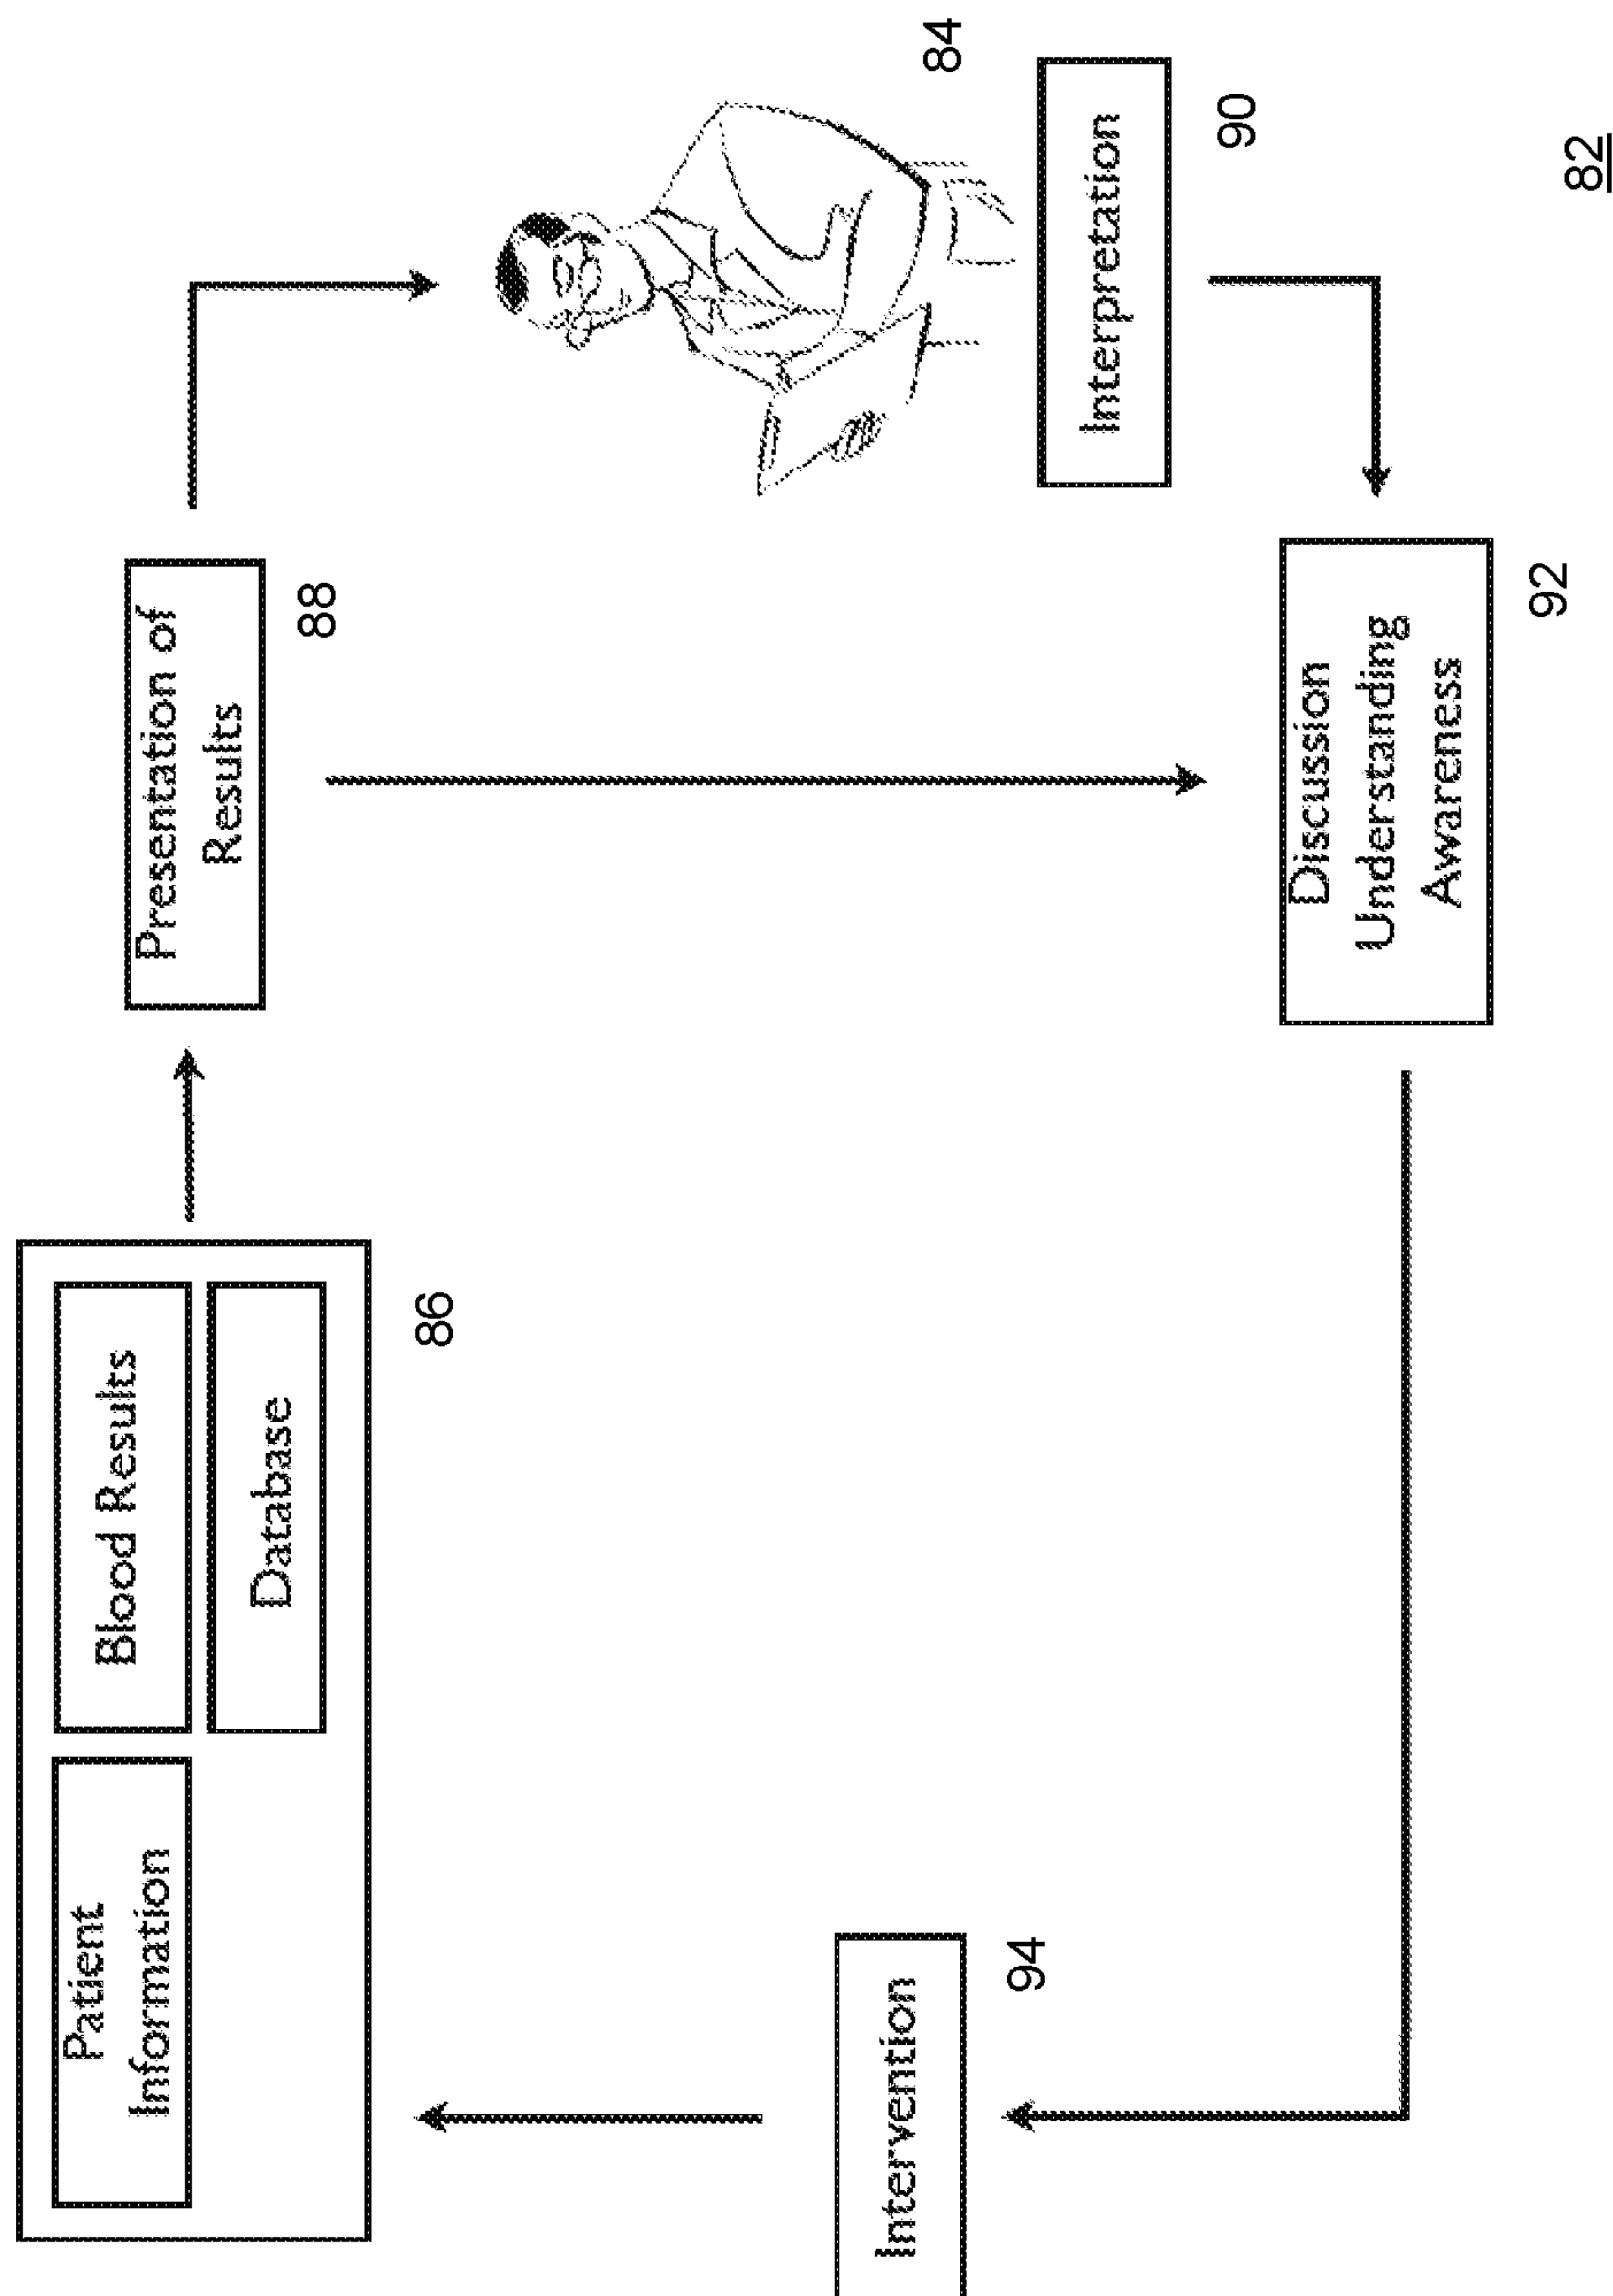 Patient
Information
Blood Results
Database
86
Presentation of
Results
88
84
Interpretation
90
Discussion
Understanding
Awareness
92
Intervention
94
82